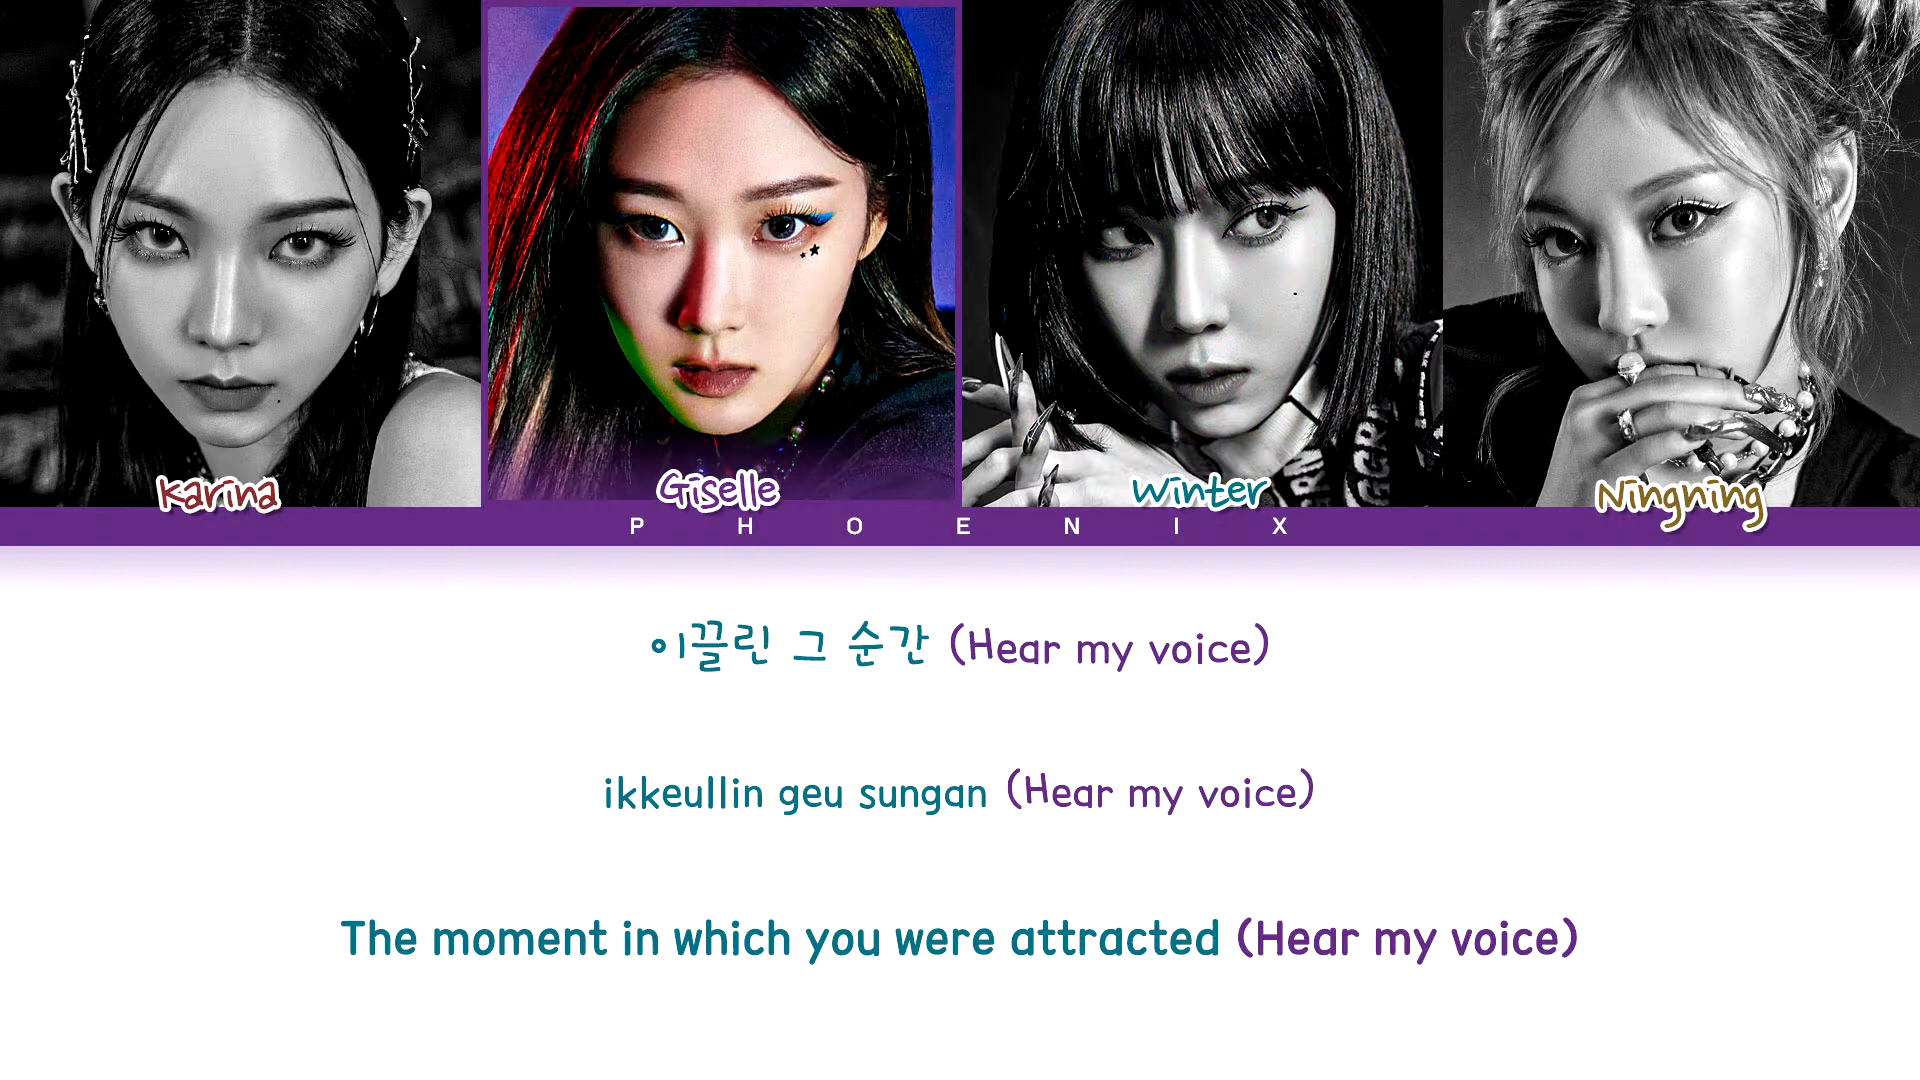 Karina Giselle Winter Ningning
PHOENIX
이끌린 그 순간 (Hear my voice)
ikkeullin geu sungan (Hear my voice)
The moment in which you were attracted (Hear my voice)